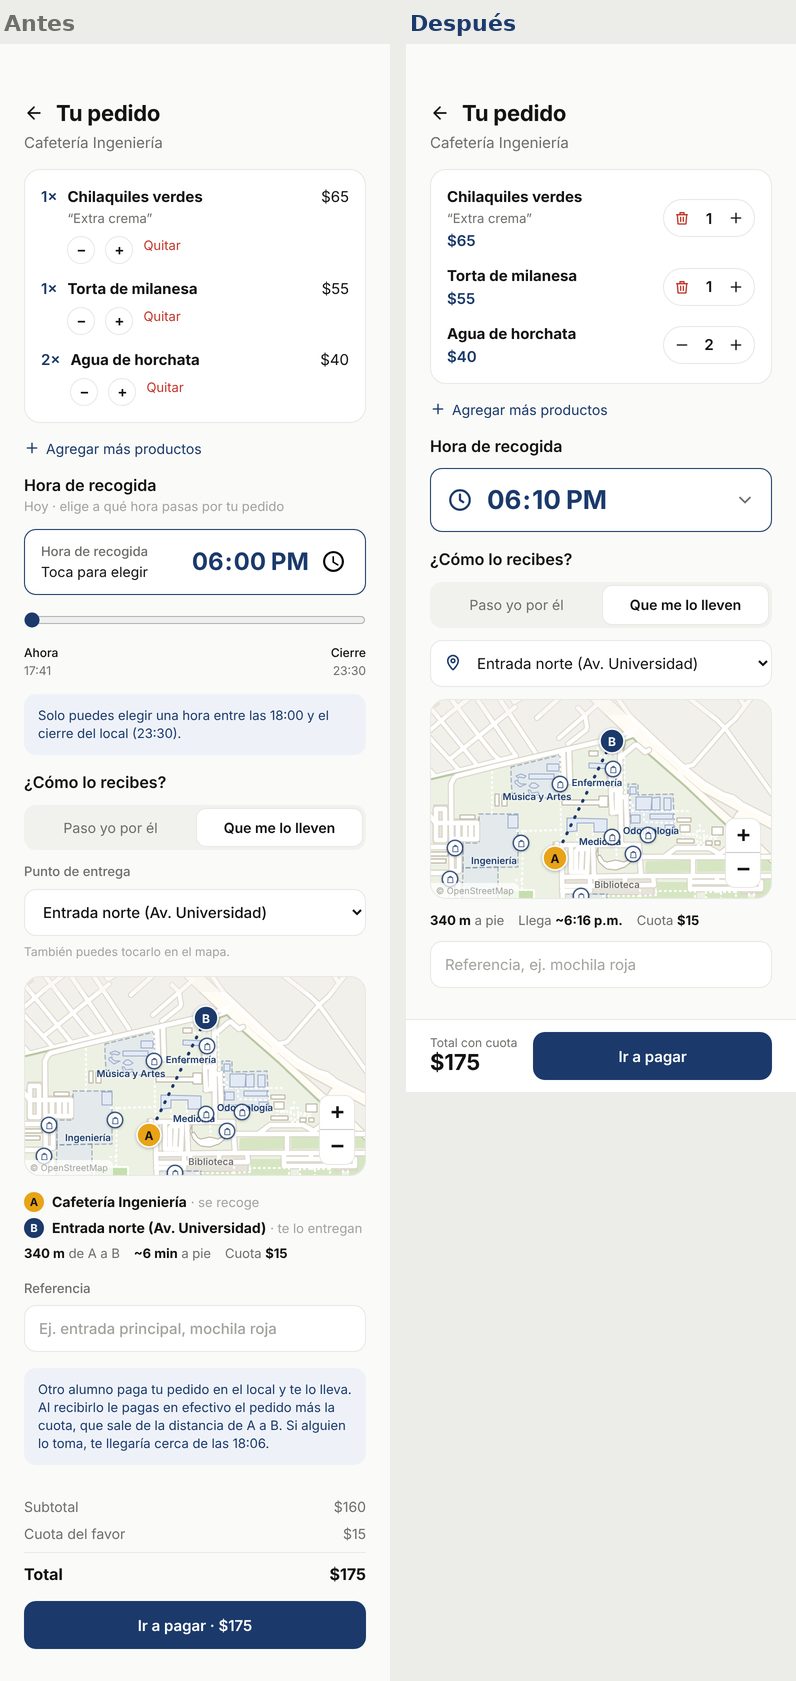 Antes
Tu pedido
Cafetería Ingeniería
1× Chilaquiles verdes $65
“Extra crema”
− + Quitar
1× Torta de milanesa $55
− + Quitar
2× Agua de horchata $40
− + Quitar
+ Agregar más productos
Hora de recogida
Hoy · elige a qué hora pasas por tu pedido
Hora de recogida
Toca para elegir
06:00 PM
Ahora Cierre
17:41 23:30
Solo puedes elegir una hora entre las 18:00 y el
cierre del local (23:30).
¿Cómo lo recibes?
Paso yo por él Que me lo lleven
Punto de entrega
Entrada norte (Av. Universidad)
También puedes tocarlo en el mapa.
B
Enfermería
Música y Artes
Odontología
Medicina
A
Ingeniería
Biblioteca
+
−
© OpenStreetMap
A Cafetería Ingeniería · se recoge
B Entrada norte (Av. Universidad) · te lo entregan
340 m de A a B ~6 min a pie Cuota $15
Referencia
Ej. entrada principal, mochila roja
Otro alumno paga tu pedido en el local y te lo lleva.
Al recibirlo le pagas en efectivo el pedido más la
cuota, que sale de la distancia de A a B. Si alguien
lo toma, te llegaría cerca de las 18:06.
Subtotal $160
Cuota del favor $15
Total $175
Ir a pagar · $175
Después
Tu pedido
Cafetería Ingeniería
Chilaquiles verdes
“Extra crema”
$65
1 +
Torta de milanesa
$55
1 +
Agua de horchata
$40
− 2 +
+ Agregar más productos
Hora de recogida
06:10 PM
¿Cómo lo recibes?
Paso yo por él Que me lo lleven
Entrada norte (Av. Universidad)
B
Enfermería
Música y Artes
Odontología
Medicina
A
Ingeniería
Biblioteca
+
−
© OpenStreetMap
340 m a pie Llega ~6:16 p.m. Cuota $15
Referencia, ej. mochila roja
Total con cuota
$175
Ir a pagar